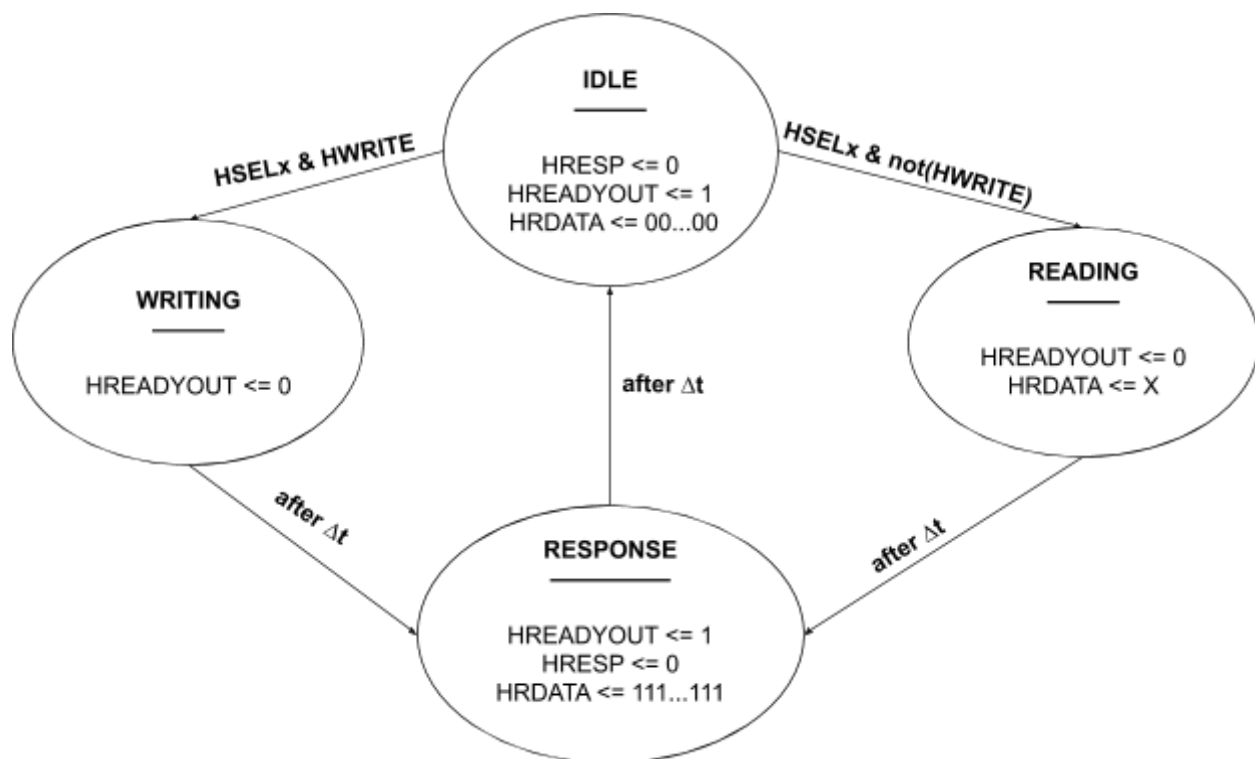 IDLE
HRESP <= 0
HREADYOUT <= 1
HRDATA <= 00...00
HSELx & HWRITE
HSELx & not(HWRITE)
WRITING
HREADYOUT <= 0
READING
HREADYOUT <= 0
HRDATA <= X
after Δt
after Δt
after Δt
RESPONSE
HREADYOUT <= 1
HRESP <= 0
HRDATA <= 111...111